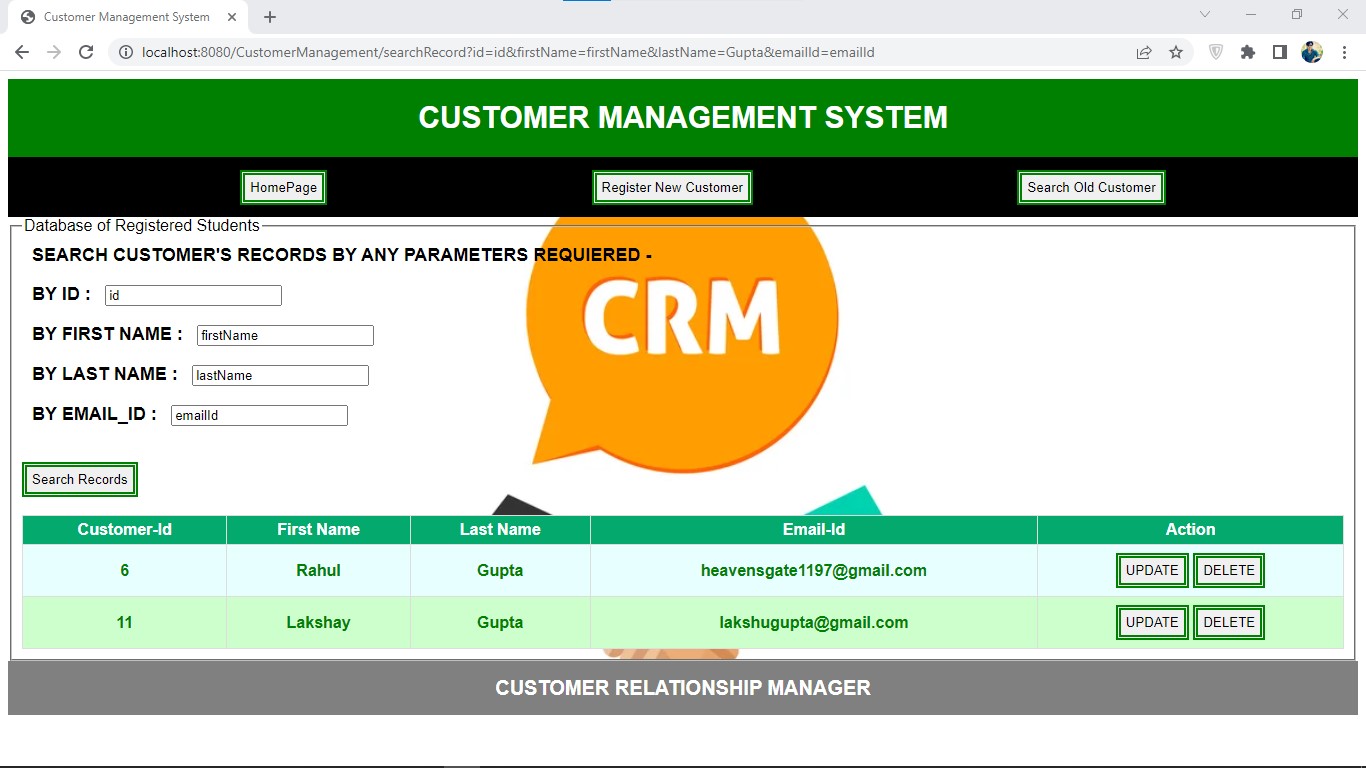 Customer Management System
localhost:8080/CustomerManagement/searchRecord?id=id&firstName=firstName&lastName=Gupta&emailId=emailId
CUSTOMER MANAGEMENT SYSTEM
HomePage Register New Customer Search Old Customer
Database of Registered Students
SEARCH CUSTOMER'S RECORDS BY ANY PARAMETERS REQUIERED -
CRM
BY ID : id
BY FIRST NAME : firstName
BY LAST NAME : lastName
BY EMAIL_ID : emailId
Search Records
Customer-Id First Name Last Name Email-Id Action
6 Rahul Gupta heavensgate1197@gmail.com UPDATE DELETE
11 Lakshay Gupta lakshugupta@gmail.com UPDATE DELETE
CUSTOMER RELATIONSHIP MANAGER